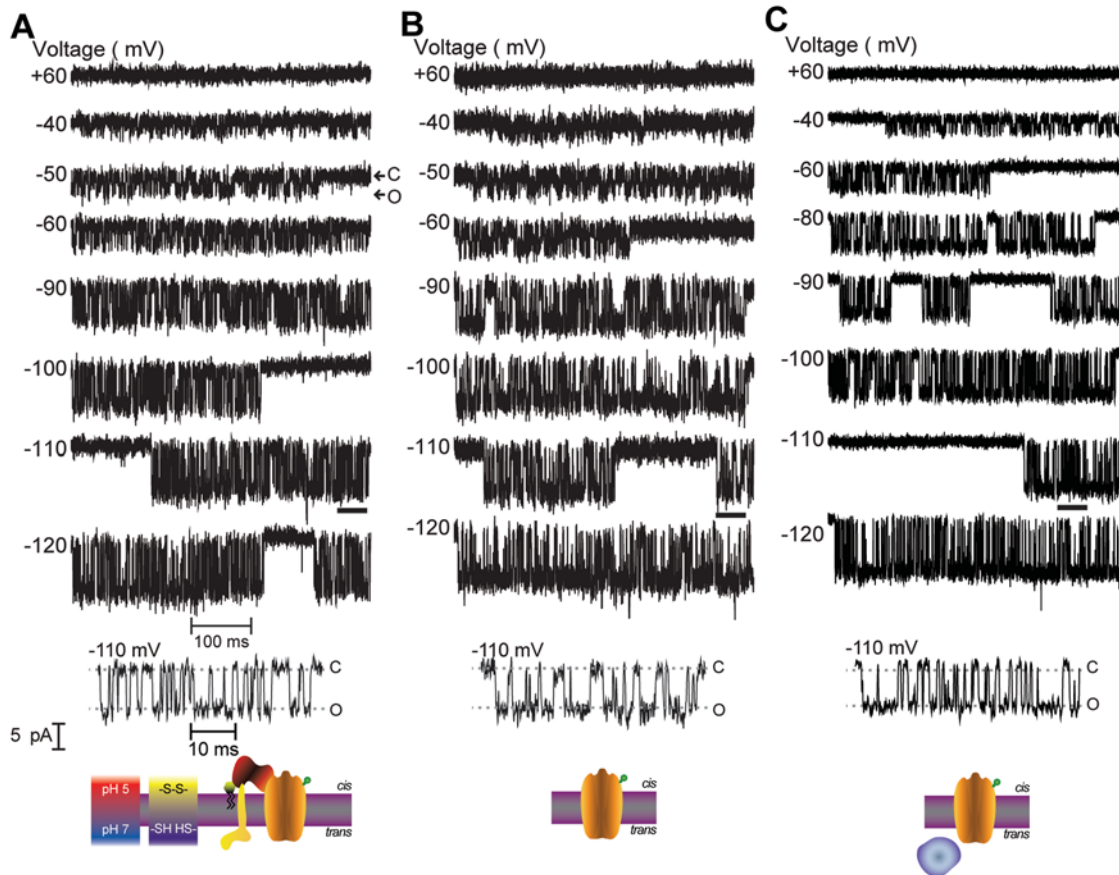 A
Voltage ( mV)
+60
-40
-50
←C
←O
-60
-90
-100
-110
-120
100 ms
-110 mV
C
O
5 pA
10 ms
pH 5
-S-S-
cis
pH 7
-SH HS-
trans
B
Voltage ( mV)
+60
-40
-50
-60
-90
-100
-110
-120
-110 mV
C
O
cis
trans
C
Voltage ( mV)
+60
-40
-60
-80
-90
-100
-110
-120
-110 mV
C
O
cis
trans